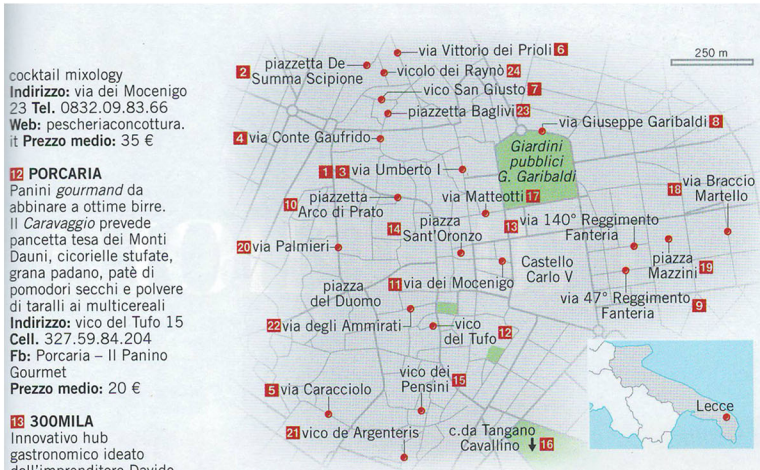 cocktail mixology
Indirizzo: via dei Mocenigo
23 Tel. 0832.09.83.66
Web: pescheriaconcottura.
it Prezzo medio: 35 €
12 PORCARIA
Panini gourmand da
abbinare a ottime birre.
Il Caravaggio prevede
pancetta tesa dei Monti
Dauni, cicorielle stufate,
grana padano, patè di
pomodori secchi e polvere
di taralli ai multicereali
Indirizzo: vico del Tufo 15
Cell. 327.59.84.204
Fb: Porcaria – Il Panino
Gourmet
Prezzo medio: 20 €
13 300MILA
Innovativo hub
gastronomico ideato
dall'imprenditore Davide
via Vittorio dei Prioli 6
250 m
2 piazzetta De
Summa Scipione
vicolo dei Raynò 24
vico San Giusto 7
piazzetta Baglivi 23
via Giuseppe Garibaldi 8
4 via Conte Gaufrido
Giardini
pubblici
G. Garibaldi
1 3 via Umberto I
18 via Braccio
Martello
10 piazzetta
Arco di Prato
via Matteotti 17
14 piazza
Sant'Oronzo
13 via 140° Reggimento
Fanteria
20 via Palmieri
Castello
Carlo V
piazza
Mazzini 19
piazza
del Duomo
11 via dei Mocenigo
via 47° Reggimento
Fanteria 9
22 via degli Ammirati
vico
del Tufo 12
vico dei
Pensini 15
5 via Caracciolo
Lecce
21 vico de Argenteris
c.da Tangano
Cavallino 16